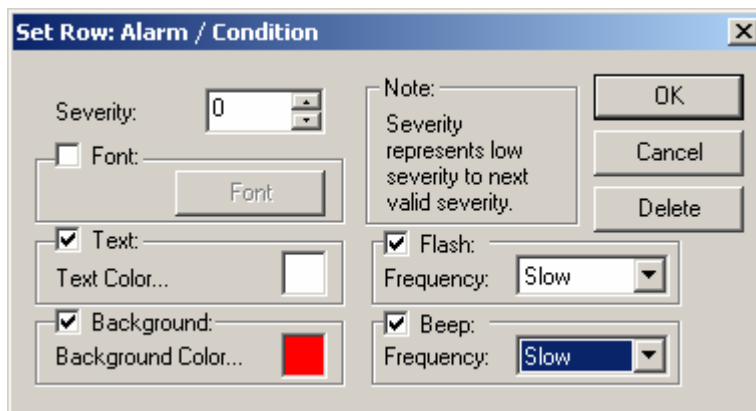 Set Row: Alarm / Condition
Severity:
0
Note:
Severity
represents low
severity to next
valid severity.
OK
Cancel
Delete
Font:
Font
Text:
Text Color...
Flash:
Frequency:
Slow
Background:
Background Color...
Beep:
Frequency:
Slow